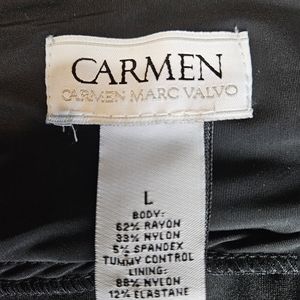 CARMEN
CARMEN MARC VALVO
L
BODY:
62% RAYON
33% NYLON
5% SPANDEX
TUMMY CONTROL
LINING:
88% NYLON
12% ELASTANE